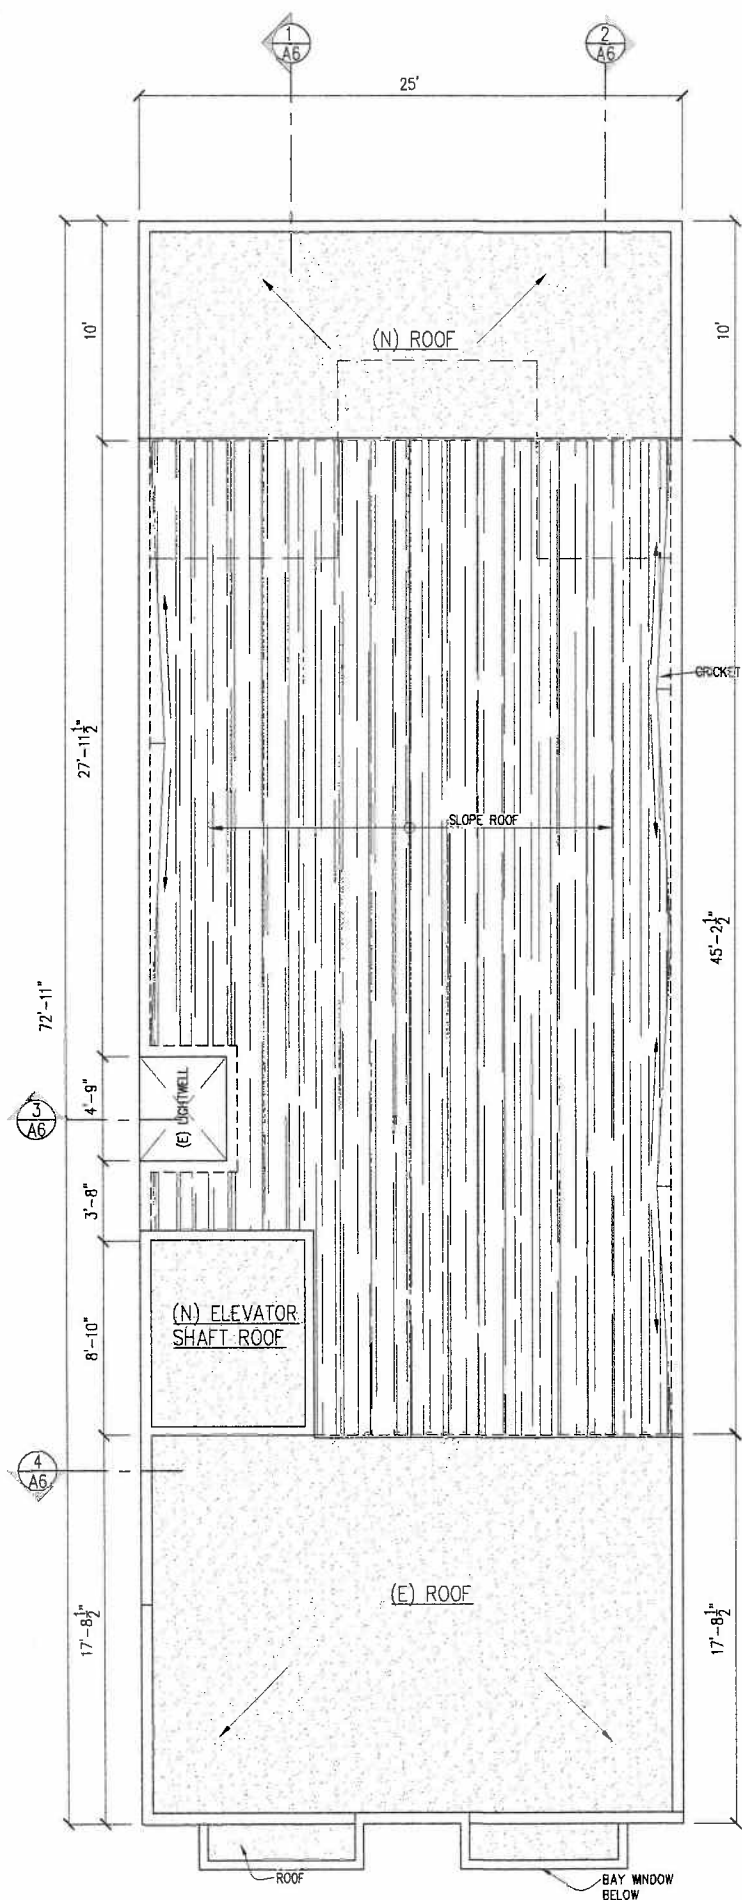 1
A6
2
A6
25'
10'
(N) ROOF
10'
27'-11½"
CRICKET
SLOPE ROOF
45'-2½"
72'-11"
4'-9"
(E) LIGHTWELL
3
A6
3'-8"
(N) ELEVATOR
SHAFT ROOF
8'-10"
4
A6
(E) ROOF
17'-8½"
17'-8½"
ROOF
BAY WINDOW
BELOW